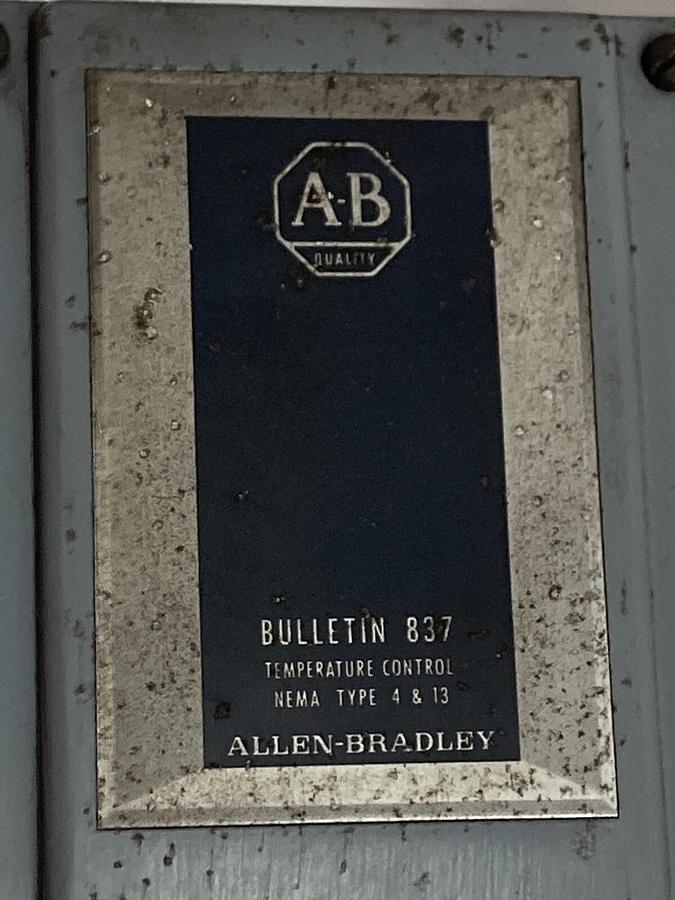 A-B
QUALITY
BULLETIN 837
TEMPERATURE CONTROL
NEMA TYPE 4 & 13
ALLEN-BRADLEY